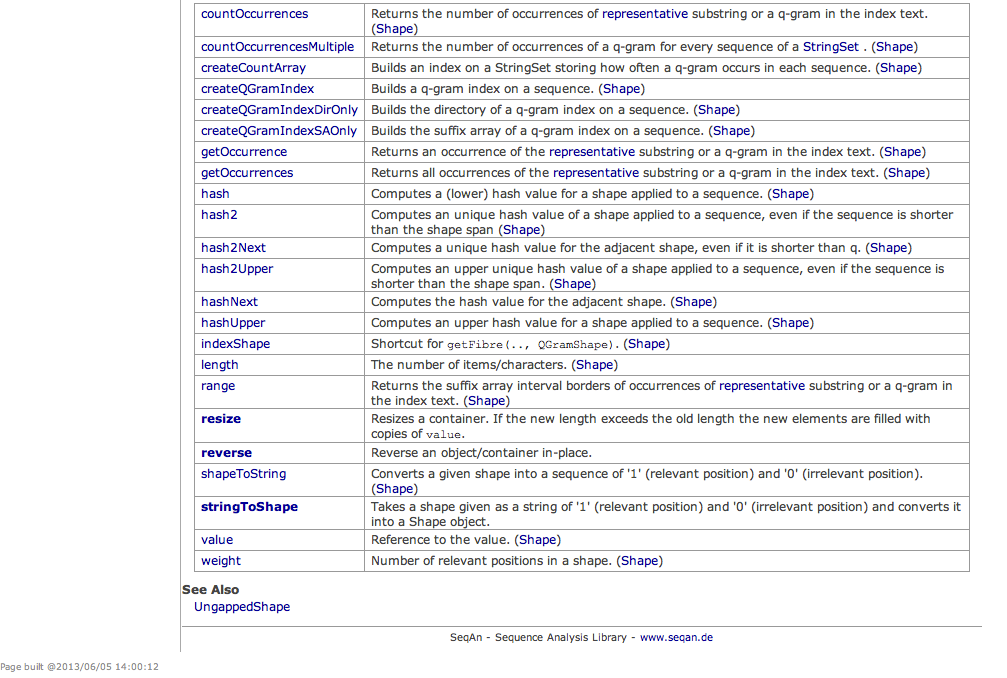 countOccurrences Returns the number of occurrences of representative substring or a q-gram in the index text.
(Shape)
countOccurrencesMultiple Returns the number of occurrences of a q-gram for every sequence of a StringSet . (Shape)
createCountArray Builds an index on a StringSet storing how often a q-gram occurs in each sequence. (Shape)
createQGramIndex Builds a q-gram index on a sequence. (Shape)
createQGramIndexDirOnly Builds the directory of a q-gram index on a sequence. (Shape)
createQGramIndexSAOnly Builds the suffix array of a q-gram index on a sequence. (Shape)
getOccurrence Returns an occurrence of the representative substring or a q-gram in the index text. (Shape)
getOccurrences Returns all occurrences of the representative substring or a q-gram in the index text. (Shape)
hash Computes a (lower) hash value for a shape applied to a sequence. (Shape)
hash2 Computes an unique hash value of a shape applied to a sequence, even if the sequence is shorter
than the shape span (Shape)
hash2Next Computes a unique hash value for the adjacent shape, even if it is shorter than q. (Shape)
hash2Upper Computes an upper unique hash value of a shape applied to a sequence, even if the sequence is
shorter than the shape span. (Shape)
hashNext Computes the hash value for the adjacent shape. (Shape)
hashUpper Computes an upper hash value for a shape applied to a sequence. (Shape)
indexShape Shortcut for getFibre(.., QGramShape). (Shape)
length The number of items/characters. (Shape)
range Returns the suffix array interval borders of occurrences of representative substring or a q-gram in
the index text. (Shape)
resize Resizes a container. If the new length exceeds the old length the new elements are filled with
copies of value.
reverse Reverse an object/container in-place.
shapeToString Converts a given shape into a sequence of '1' (relevant position) and '0' (irrelevant position).
(Shape)
stringToShape Takes a shape given as a string of '1' (relevant position) and '0' (irrelevant position) and converts it
into a Shape object.
value Reference to the value. (Shape)
weight Number of relevant positions in a shape. (Shape)
See Also
UngappedShape
SeqAn - Sequence Analysis Library - www.seqan.de
Page built @2013/06/05 14:00:12